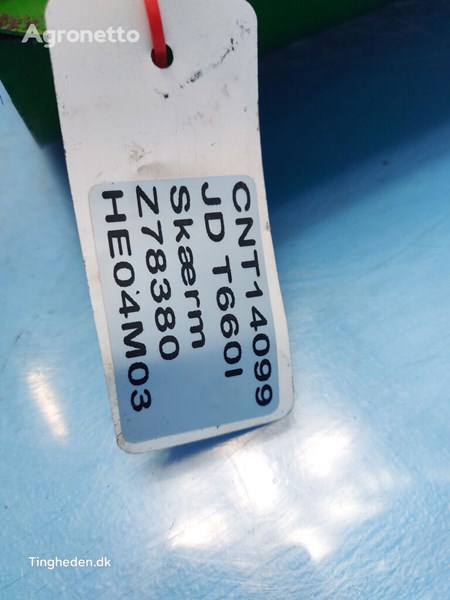 Agronetto
CNT14099
JD T660I
Skærm
Z78380
HE04M03
Tingheden.dk